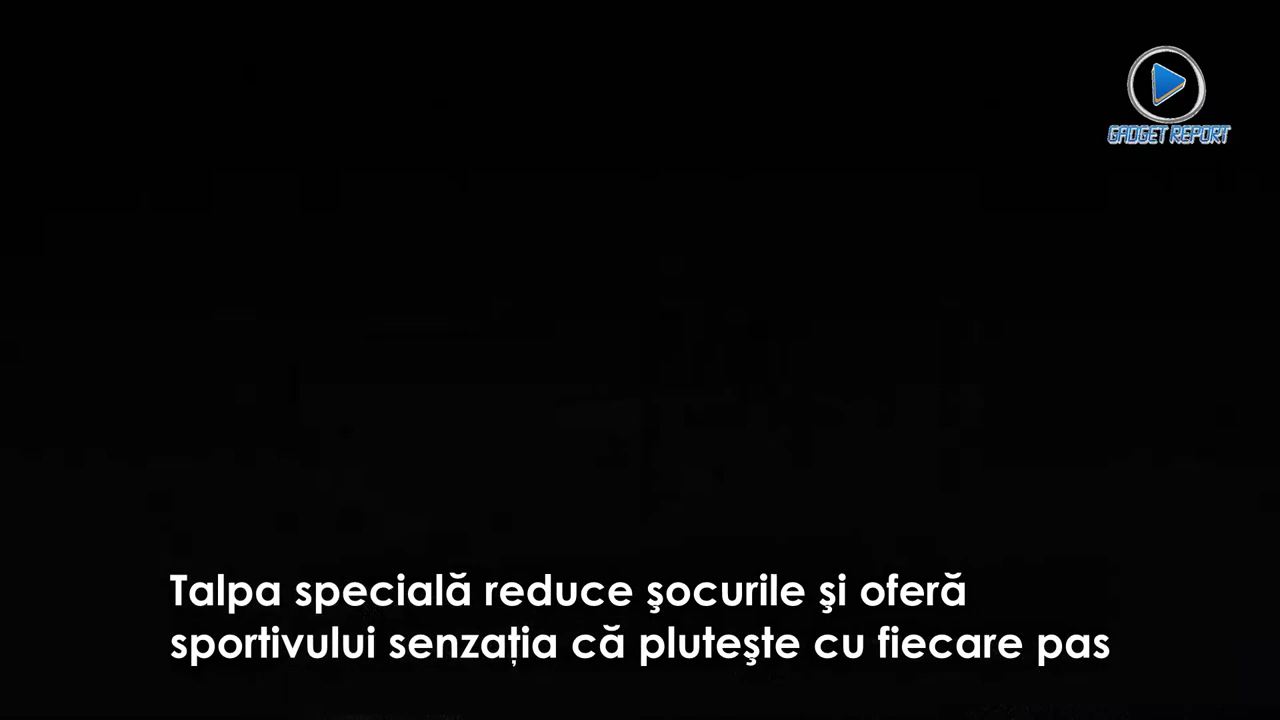 GADGET REPORT
Talpa specială reduce şocurile şi oferă
sportivului senzația că pluteşte cu fiecare pas